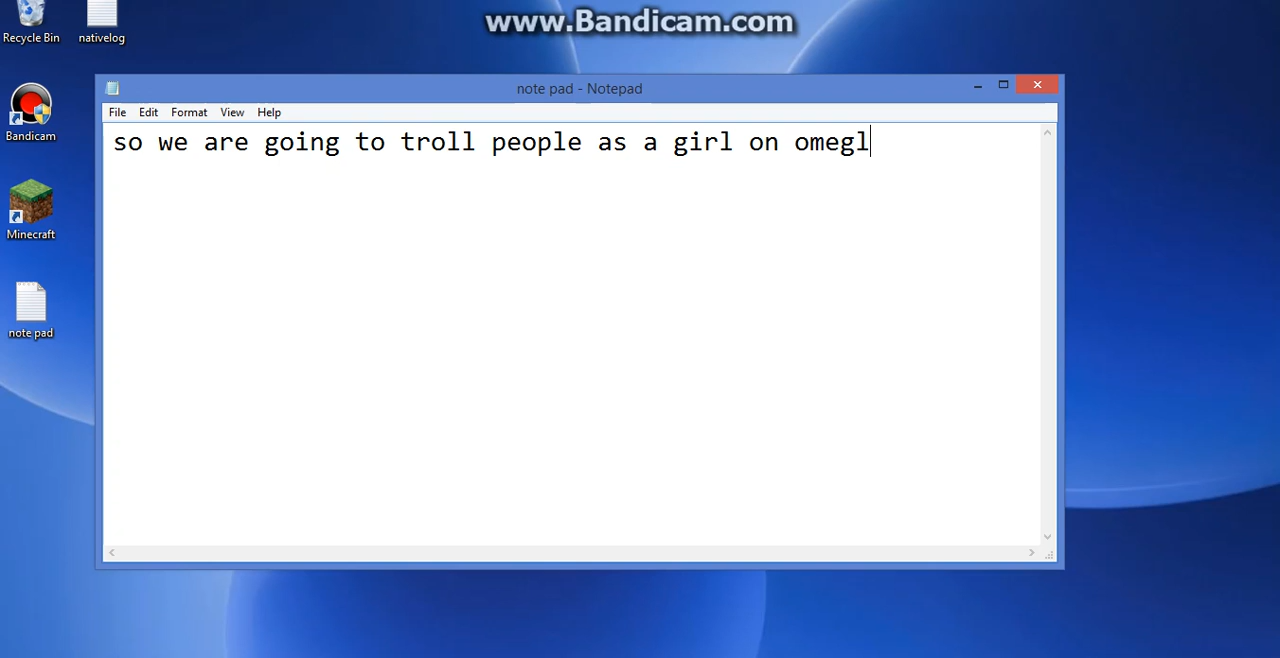 www.Bandicam.com
Recycle Bin
nativelog
note pad - Notepad
File Edit Format View Help
Bandicam
so we are going to troll people as a girl on omegl
Minecraft
note pad